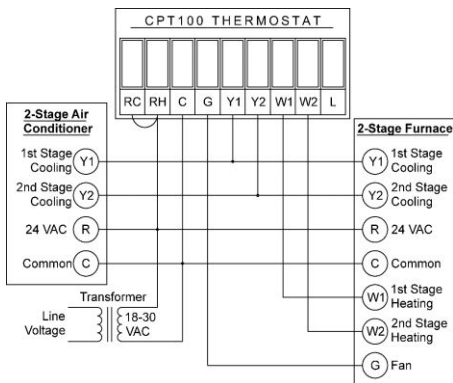 CPT100 THERMOSTAT
RC RH C G Y1 Y2 W1 W2 L
2-Stage Air
Conditioner
1st Stage
Cooling
Y1
2nd Stage
Cooling
Y2
24 VAC
R
Common
C
Transformer
Line
Voltage
18-30
VAC
2-Stage Furnace
Y1
1st Stage
Cooling
Y2
2nd Stage
Cooling
R
24 VAC
C
Common
W1
1st Stage
Heating
W2
2nd Stage
Heating
G
Fan